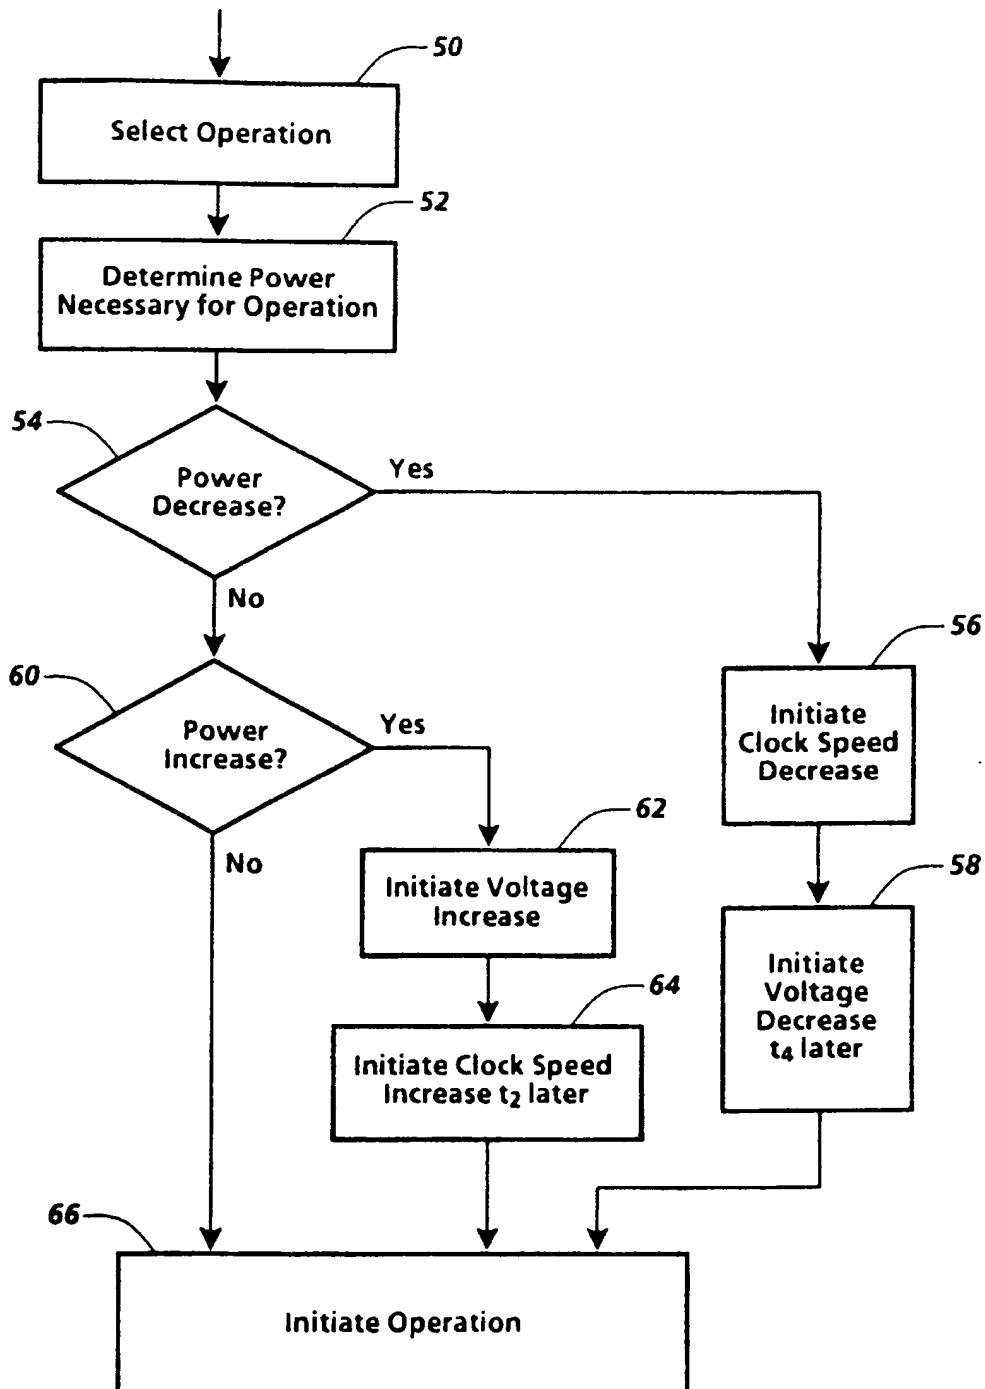 50
Select Operation
52
Determine Power
Necessary for Operation
54
Power
Decrease?
Yes
No
56
Initiate
Clock Speed
Decrease
60
Power
Increase?
Yes
No
62
Initiate Voltage
Increase
58
Initiate
Voltage
Decrease
t4 later
64
Initiate Clock Speed
Increase t2 later
66
Initiate Operation